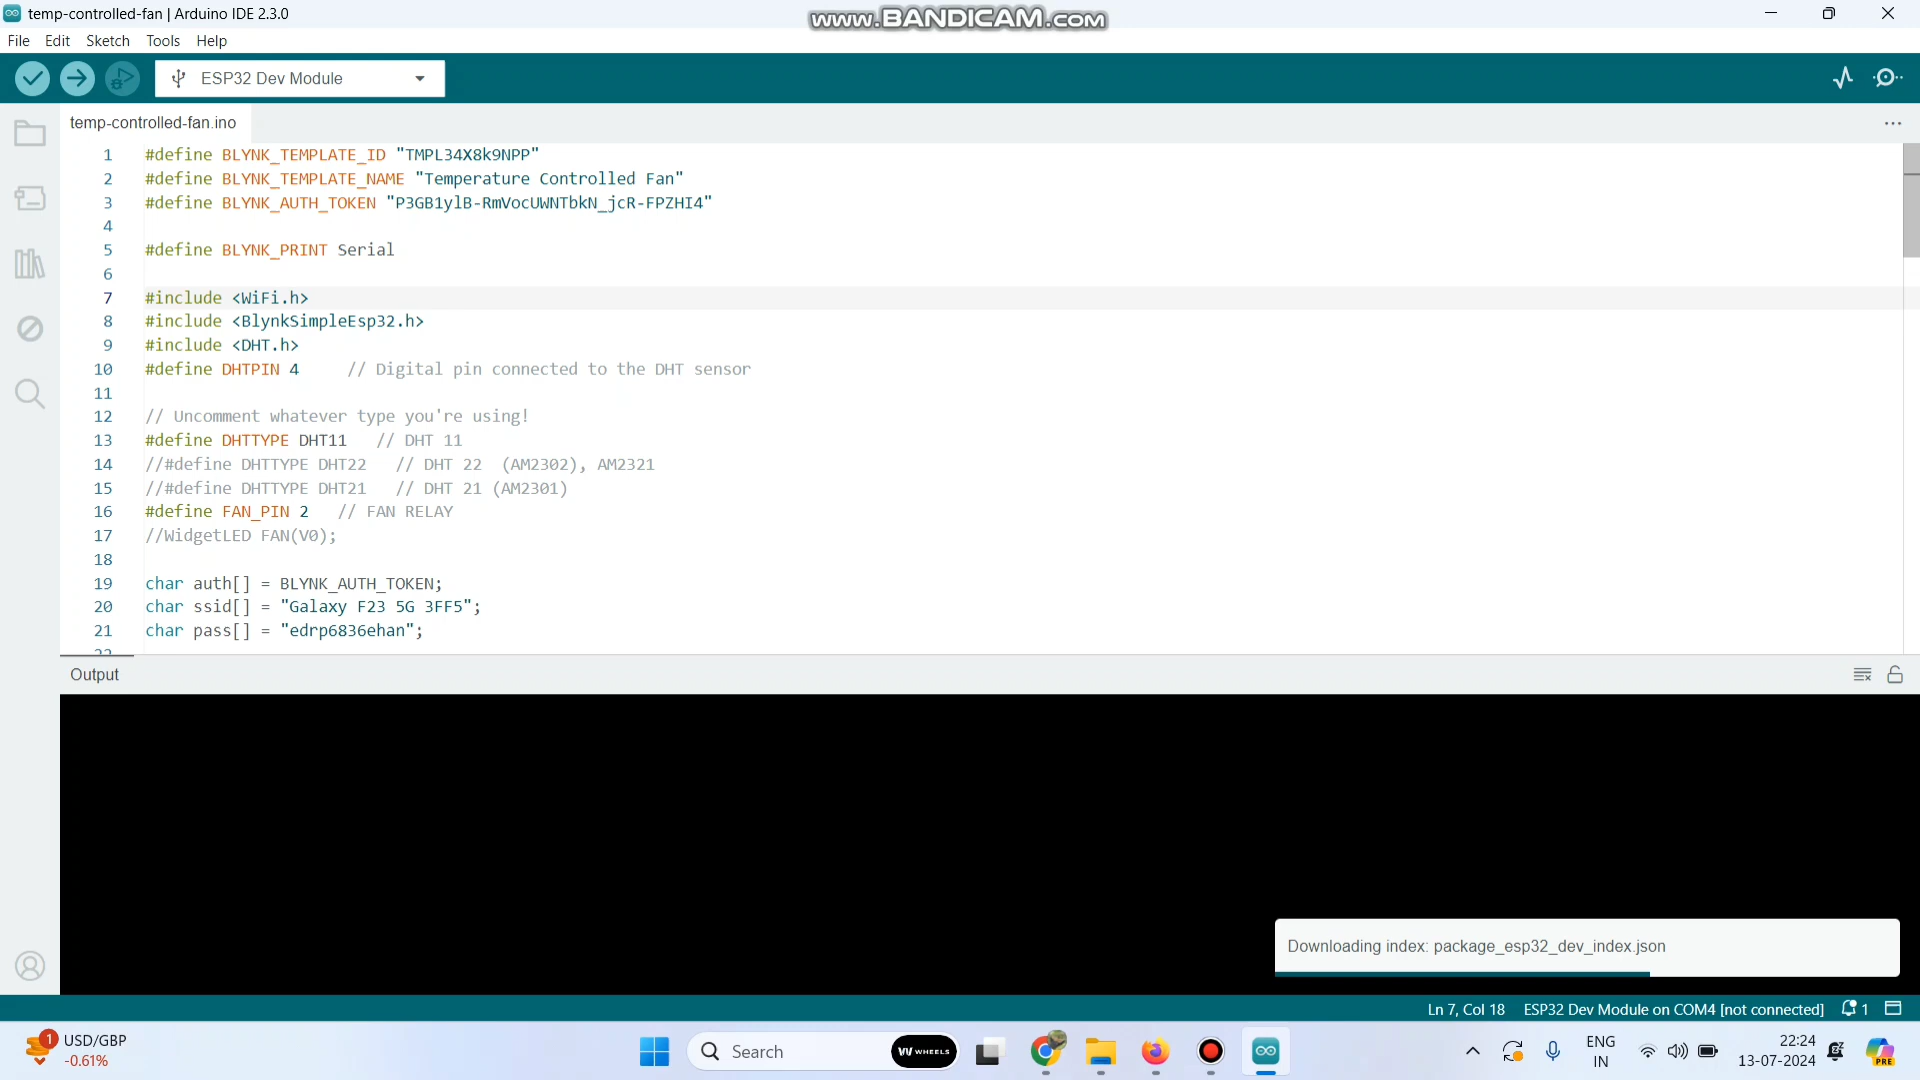 temp-controlled-fan | Arduino IDE 2.3.0
www.BANDICAM.com
File Edit Sketch Tools Help
ESP32 Dev Module
temp-controlled-fan.ino
1 #define BLYNK_TEMPLATE_ID "TMPL34X8k9NPP"
2 #define BLYNK_TEMPLATE_NAME "Temperature Controlled Fan"
3 #define BLYNK_AUTH_TOKEN "P3GB1ylB-RmVocUWNTbkN_jcR-FPZHI4"
4
5 #define BLYNK_PRINT Serial
6
7 #include <WiFi.h>
8 #include <BlynkSimpleEsp32.h>
9 #include <DHT.h>
10 #define DHTPIN 4 // Digital pin connected to the DHT sensor
11
12 // Uncomment whatever type you're using!
13 #define DHTTYPE DHT11 // DHT 11
14 //#define DHTTYPE DHT22 // DHT 22 (AM2302), AM2321
15 //#define DHTTYPE DHT21 // DHT 21 (AM2301)
16 #define FAN_PIN 2 // FAN RELAY
17 //WidgetLED FAN(V0);
18
19 char auth[] = BLYNK_AUTH_TOKEN;
20 char ssid[] = "Galaxy F23 5G 3FF5";
21 char pass[] = "edrp6836ehan";
22
Output
Downloading index: package_esp32_dev_index.json
Ln 7, Col 18 ESP32 Dev Module on COM4 [not connected] 1
1 USD/GBP
-0.61%
Search
WHEELS
ENG
IN
22:24
13-07-2024
PRE